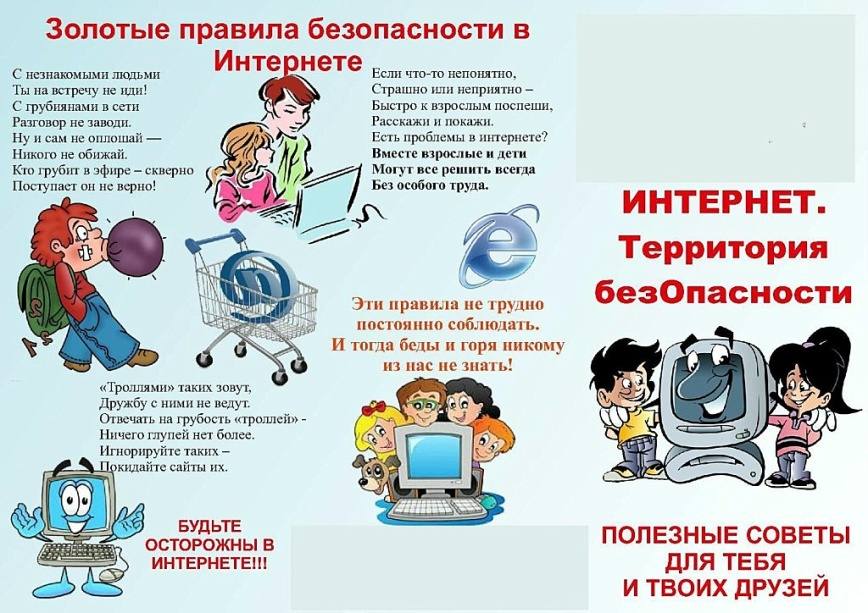 Золотые правила безопасности в
Интернете
С незнакомыми людьми
Ты на встречу не иди!
С грубиянами в сети
Разговор не заводи.
Ну и сам не оплошай —
Никого не обижай.
Кто грубит в эфире – скверно
Поступает он не верно!
Если что-то непонятно,
Страшно или неприятно –
Быстро к взрослым поспеши,
Расскажи и покажи.
Есть проблемы в интернете?
Вместе взрослые и дети
Могут все решить всегда
Без особого труда.
Эти правила не трудно
постоянно соблюдать.
И тогда беды и горя никому
из нас не знать!
«Троллями» таких зовут,
Дружбу с ними не ведут.
Отвечать на грубость «троллей» -
Ничего глупей нет более.
Игнорируйте таких –
Покидайте сайты их.
БУДЬТЕ
ОСТОРОЖНЫ В
ИНТЕРНЕТЕ!!!
ИНТЕРНЕТ.
Территория
безОпасности
ПОЛЕЗНЫЕ СОВЕТЫ
ДЛЯ ТЕБЯ
И ТВОИХ ДРУЗЕЙ